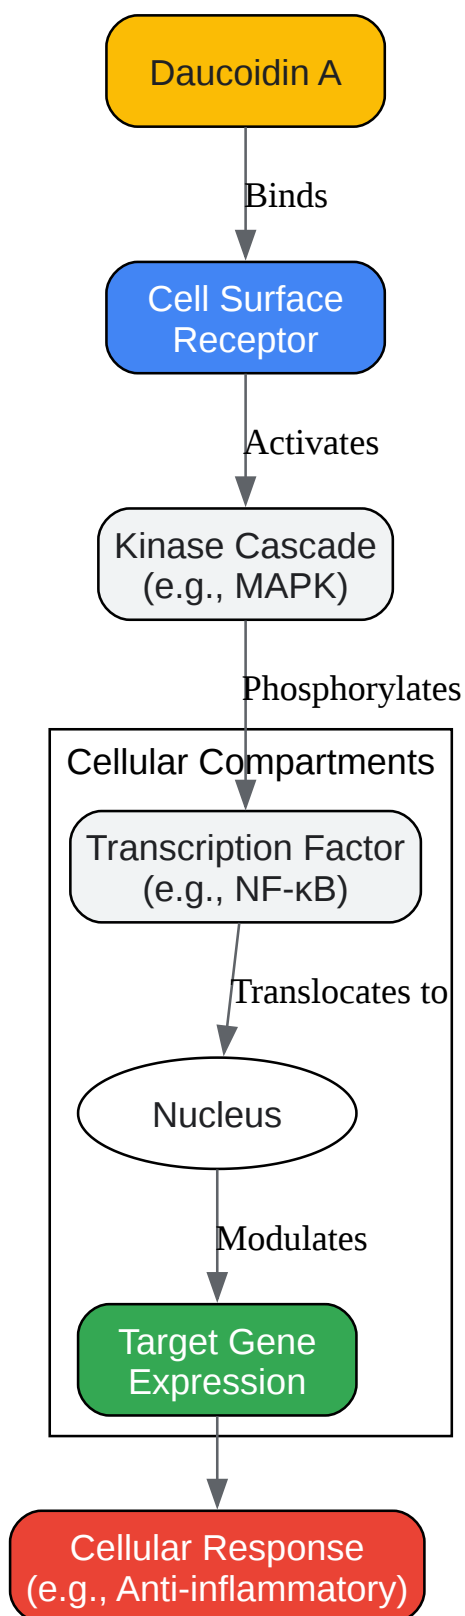 Daucoidin A
Binds
Cell Surface
Receptor
Activates
Kinase Cascade
(e.g., MAPK)
Phosphorylates
Cellular Compartments
Transcription Factor
(e.g., NF-κB)
Translocates to
Nucleus
Modulates
Target Gene
Expression
Cellular Response
(e.g., Anti-inflammatory)